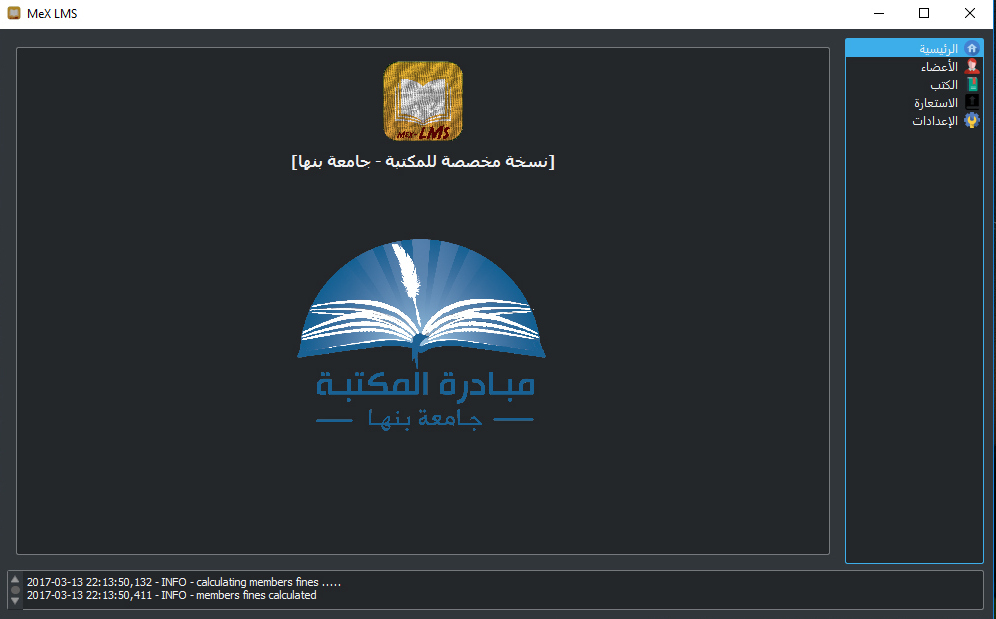 MeX LMS
MEX-LMS
[نسخة مخصصة للمكتبة - جامعة بنها]
مبادرة المكتبة
جامعة بنها
الرئيسية
الأعضاء
الكتب
الاستعارة
الإعدادات
2017-03-13 22:13:50,132 - INFO - calculating members fines .....
2017-03-13 22:13:50,411 - INFO - members fines calculated